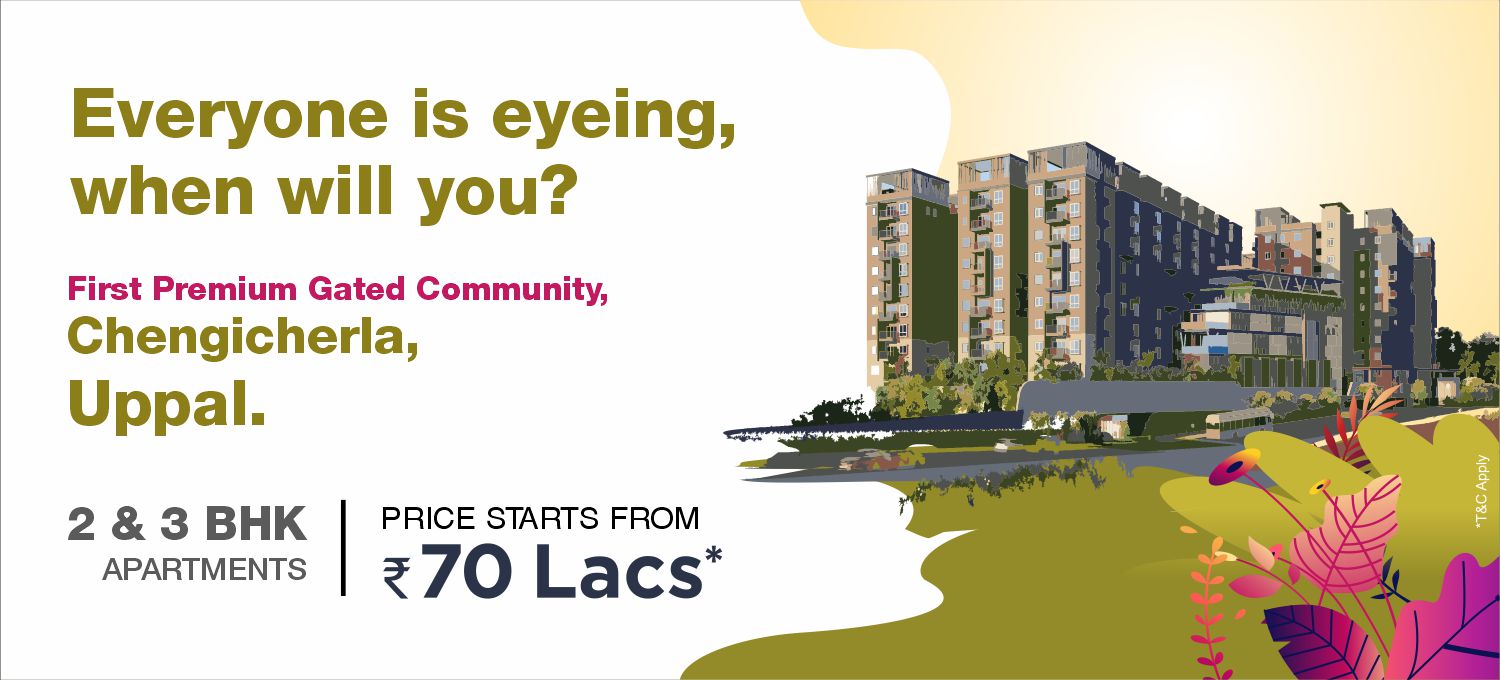 Everyone is eyeing,
when will you?
First Premium Gated Community,
Chengicherla,
Uppal.
2 & 3 BHK
APARTMENTS
PRICE STARTS FROM
₹70 Lacs*
*T&C Apply